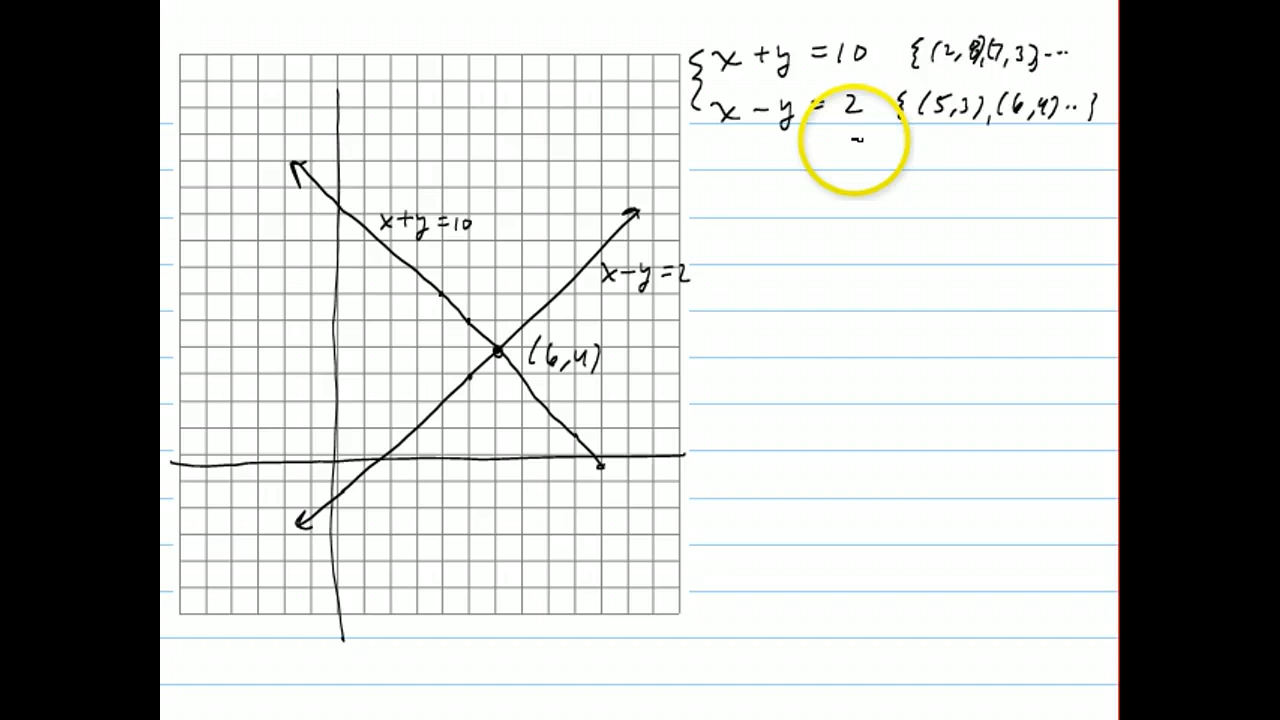 { x + y = 10 {(2,8),(7,3}...
x - y = 2 {(5,3),(6,4)..}
x+y=10
x-y=2
(6,4)